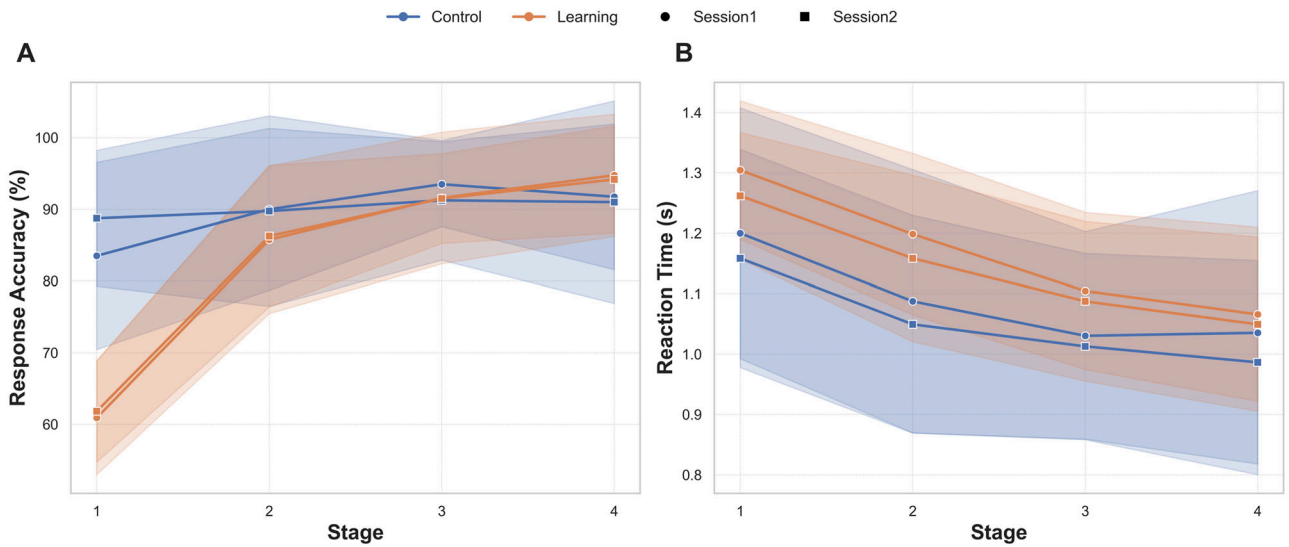 Control Learning Session1 Session2
A
B
Response Accuracy (%)
100
90
80
70
60
1 2 3 4
Stage
Reaction Time (s)
1.4
1.3
1.2
1.1
1.0
0.9
0.8
1 2 3 4
Stage